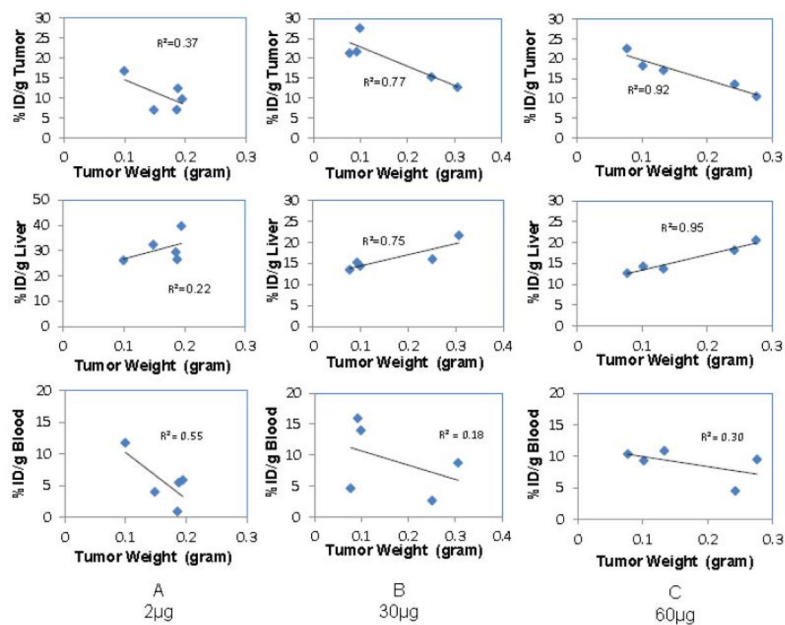 % ID/g Tumor
30
25
20
15
10
5
0
R²=0.37
0 0.1 0.2 0.3
Tumor Weight (gram)
% ID/g Tumor
30
25
20
15
10
5
0
R²=0.77
0 0.1 0.2 0.3 0.4
Tumor Weight (gram)
% ID/g Tumor
30
25
20
15
10
5
0
R²=0.92
0 0.1 0.2 0.3
Tumor Weight (gram)
% ID/g Liver
50
40
30
20
10
0
R²=0.22
0 0.1 0.2 0.3
Tumor Weight (gram)
% ID/g Liver
30
25
20
15
10
5
0
R²=0.75
0 0.1 0.2 0.3 0.4
Tumor Weight (gram)
% ID/g Liver
30
25
20
15
10
5
0
R²=0.95
0 0.1 0.2 0.3
Tumor Weight (gram)
% ID/g Blood
20
15
10
5
0
R² = 0.55
0 0.1 0.2 0.3
Tumor Weight (gram)
% ID/g Blood
20
15
10
5
0
R² = 0.18
0 0.1 0.2 0.3 0.4
Tumor Weight (gram)
% ID/g Blood
20
15
10
5
0
R² = 0.30
0 0.1 0.2 0.3
Tumor Weight (gram)
A
2µg
B
30µg
C
60µg